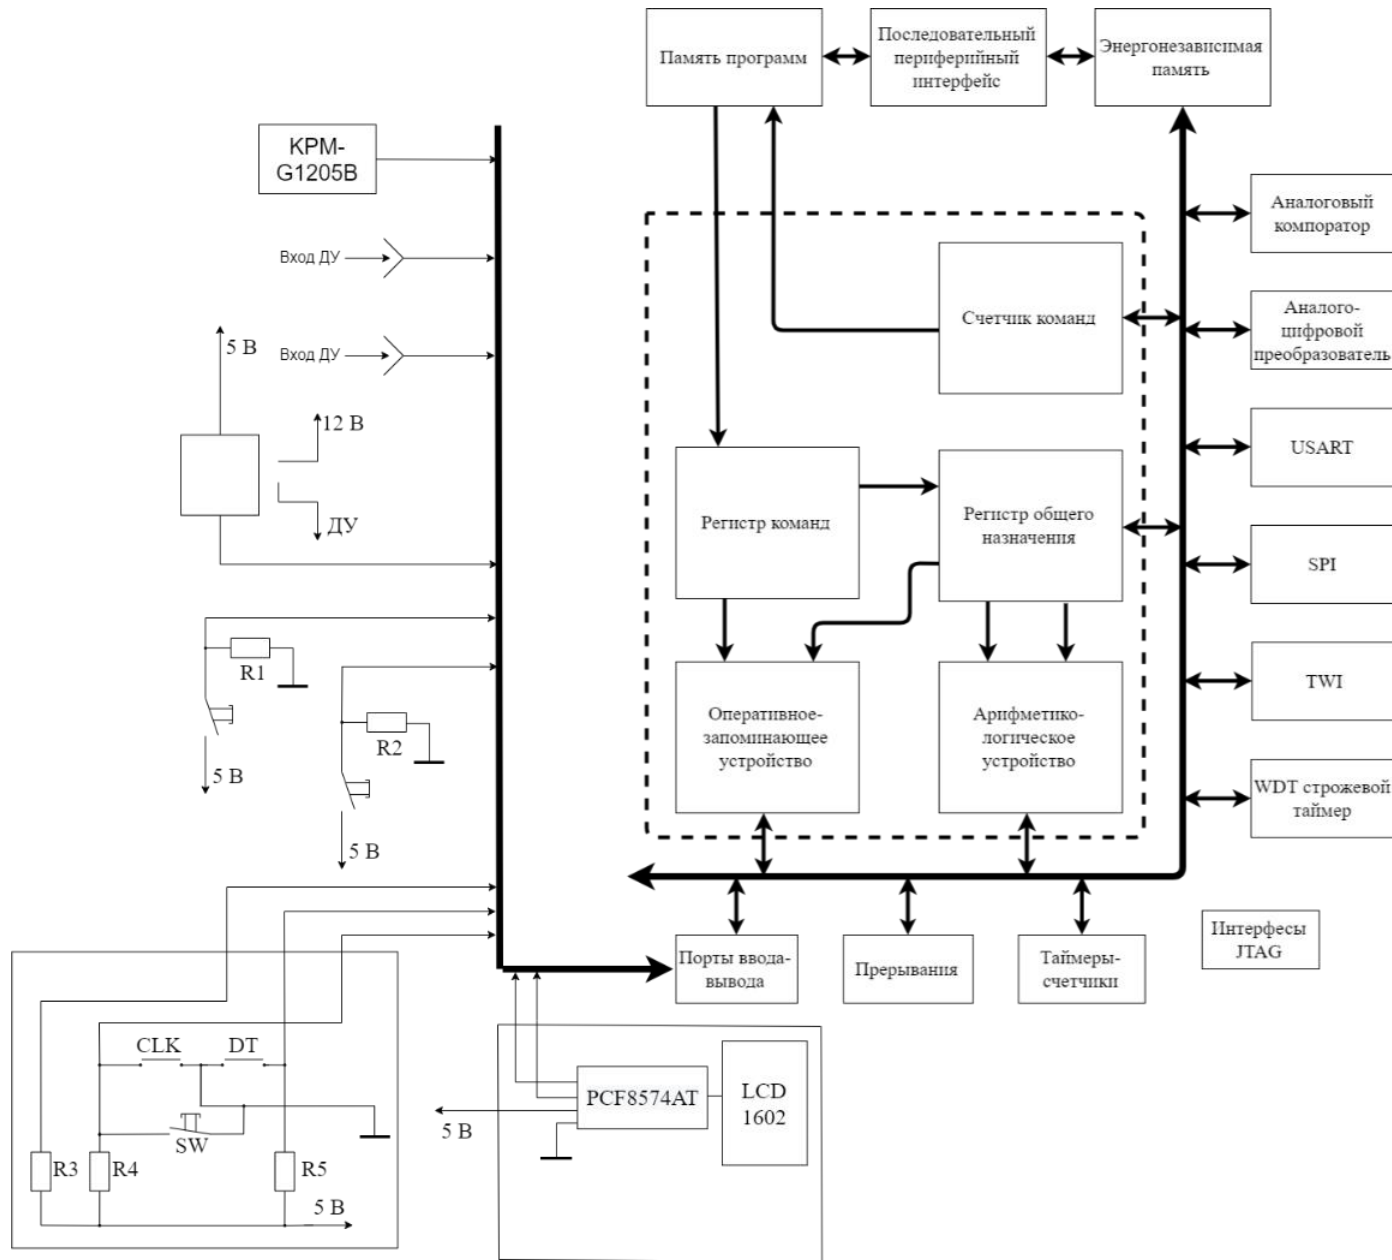 Память программ
Последовательный
периферийный
интерфейс
Энергонезависимая
память
KPM-
G1205B
Вход ДУ
Вход ДУ
5 В
12 В
ДУ
R1
5 В
R2
5 В
Счетчик команд
Регистр команд
Регистр общего
назначения
Оперативное-
запоминающее
устройство
Арифметико-
логическое
устройство
Аналоговый
компоратор
Аналого-
цифровой
преобразователь
USART
SPI
TWI
WDT строжевой
таймер
Порты ввода-
вывода
Прерывания
Таймеры-
счетчики
Интерфесы
JTAG
CLK
DT
SW
R3
R4
R5
5 В
PCF8574AT
LCD
1602
5 В